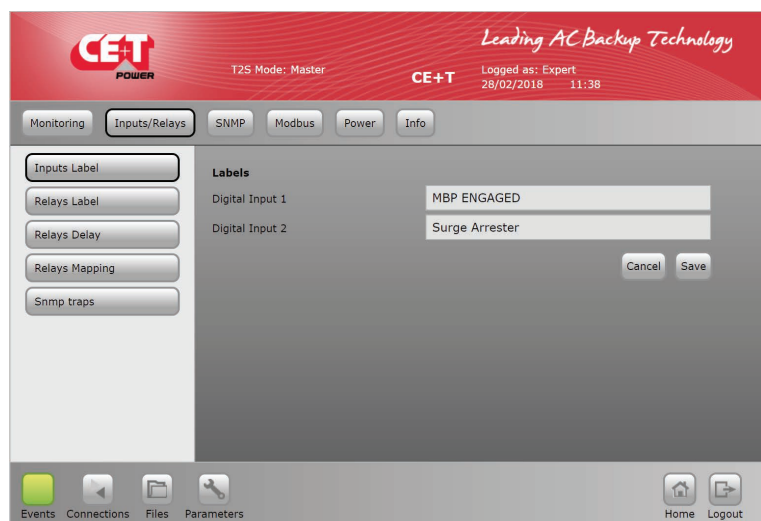 CE+T
POWER
Leading AC Backup Technology
T2S Mode: Master
CE+T
Logged as: Expert
28/02/2018 11:38
Monitoring
Inputs/Relays
SNMP
Modbus
Power
Info
Inputs Label
Relays Label
Relays Delay
Relays Mapping
Snmp traps
Labels
Digital Input 1
MBP ENGAGED
Digital Input 2
Surge Arrester
Cancel
Save
Events
Connections
Files
Parameters
Home
Logout